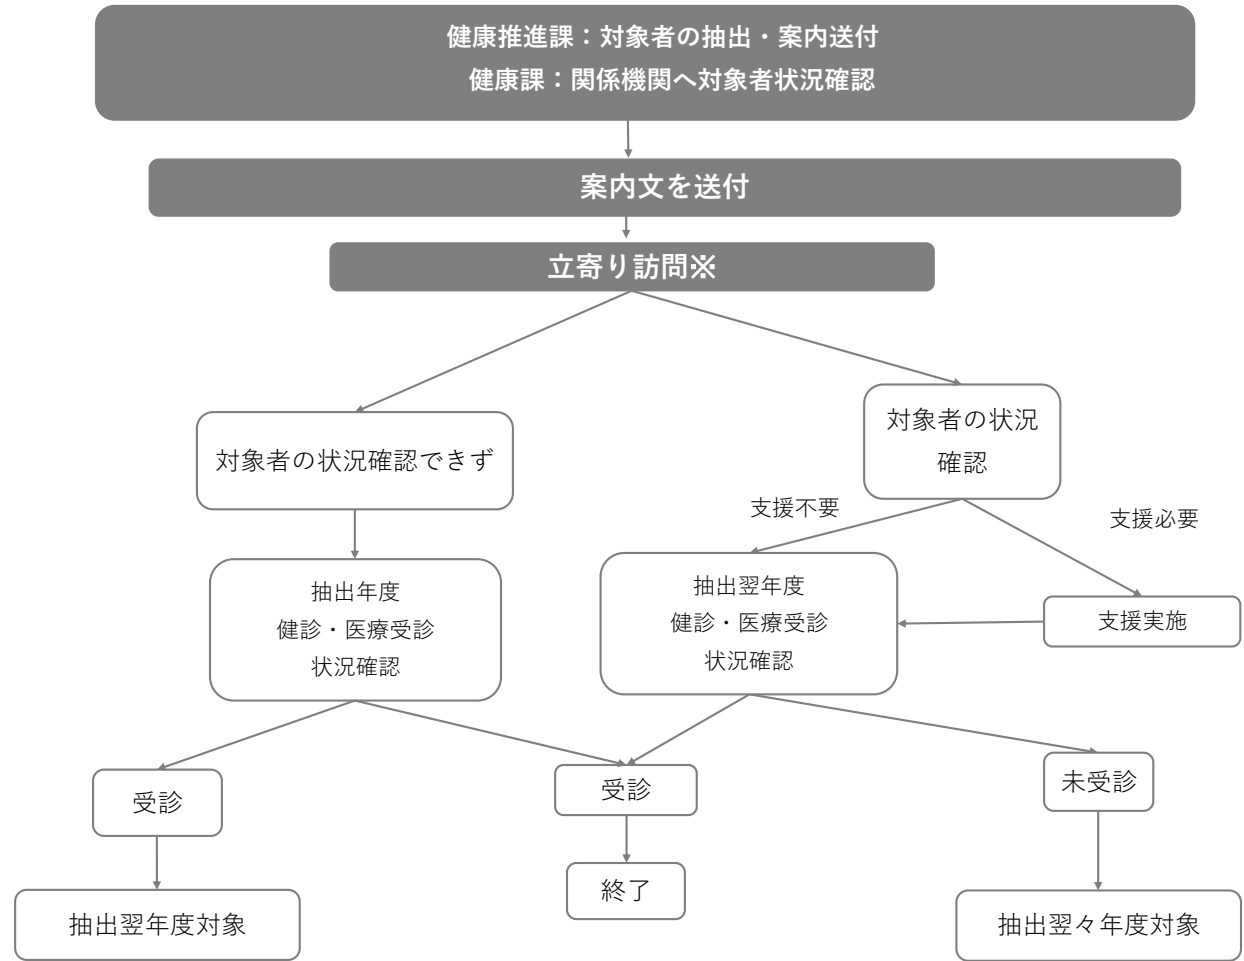 健康推進課：対象者の抽出・案内送付
健康課：関係機関へ対象者状況確認
案内文を送付
立寄り訪問※
対象者の状況確認できず
対象者の状況
確認
支援不要
支援必要
抽出年度
健診・医療受診
状況確認
抽出翌年度
健診・医療受診
状況確認
支援実施
受診
受診
未受診
終了
抽出翌年度対象
抽出翌々年度対象